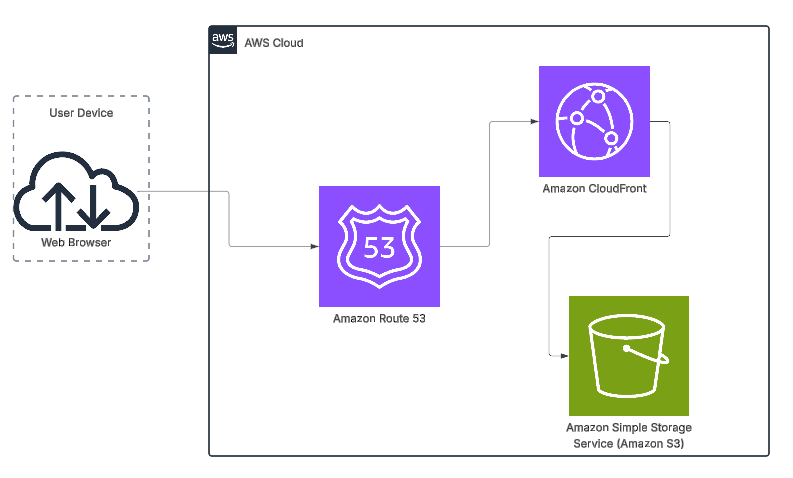 aws
AWS Cloud
User Device
Web Browser
53
Amazon Route 53
Amazon CloudFront
Amazon Simple Storage
Service (Amazon S3)